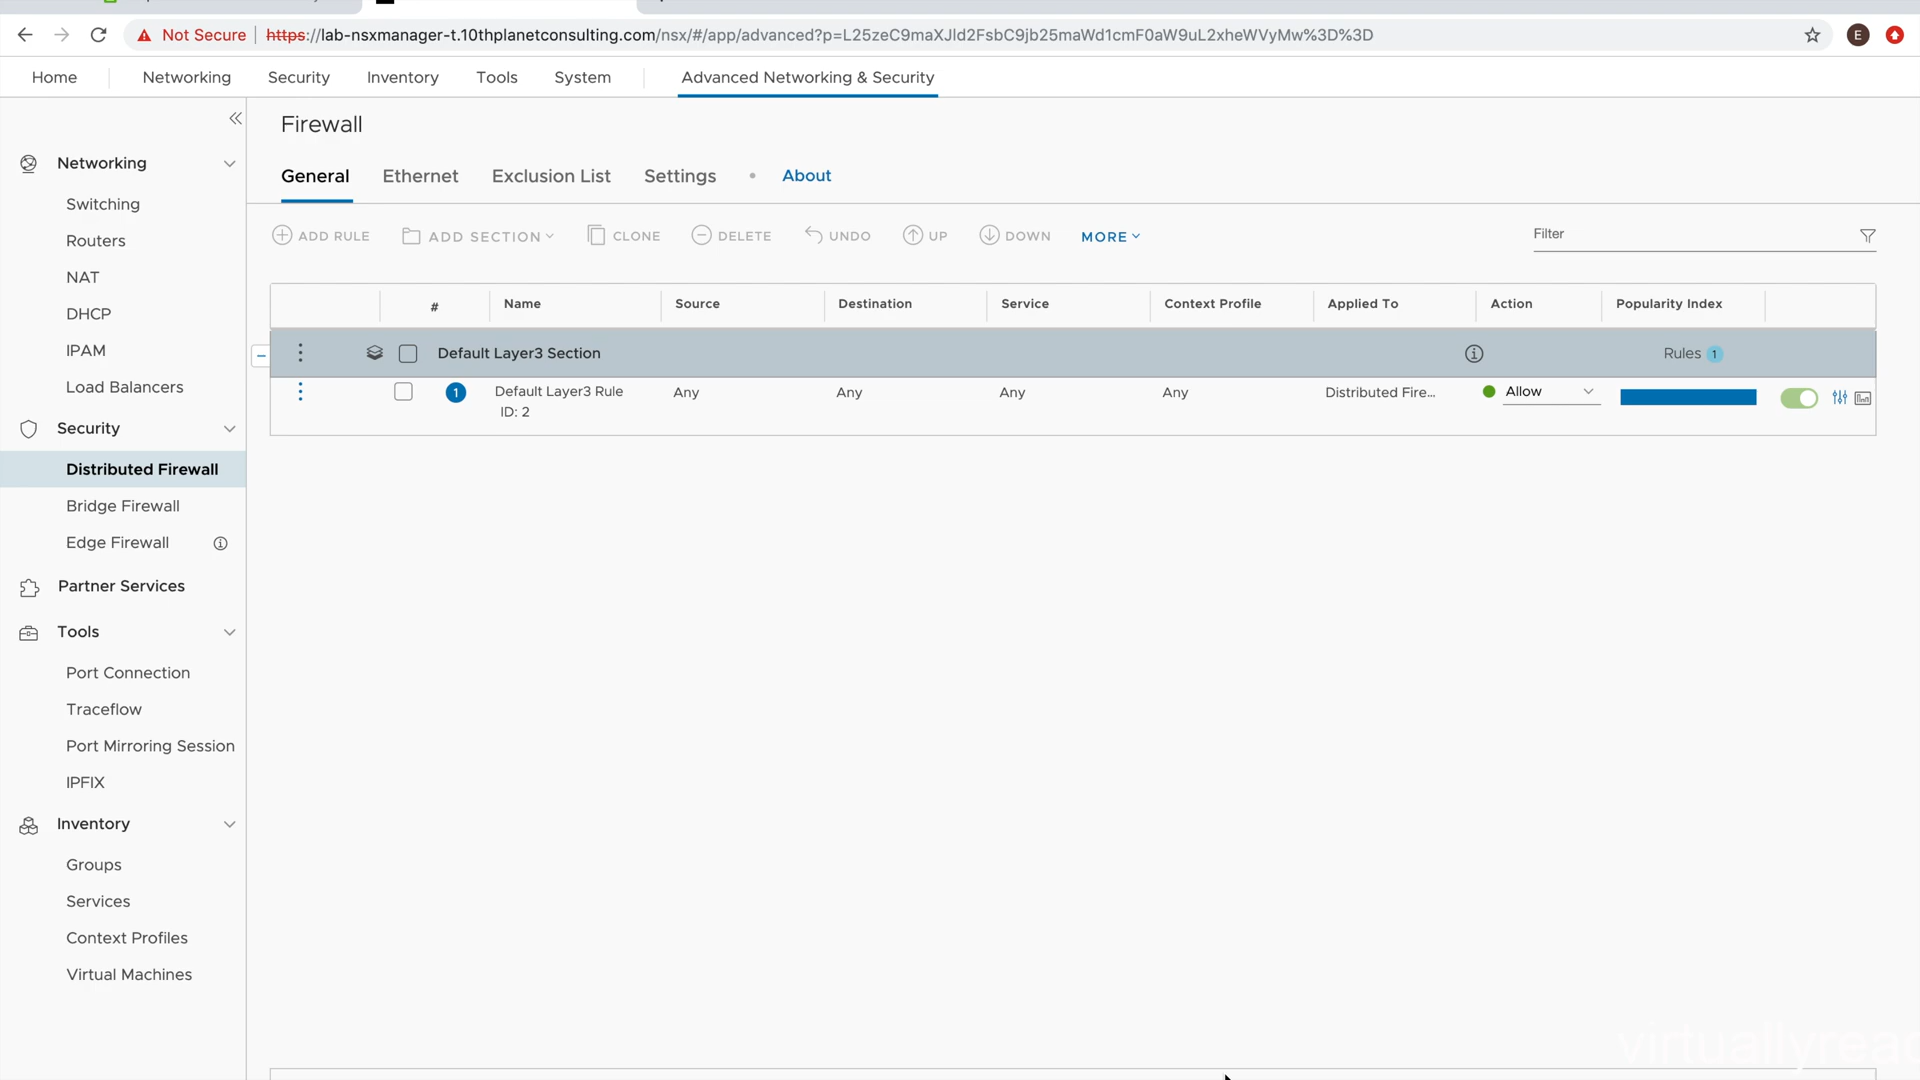 Not Secure https://lab-nsxmanager-t.10thplanetconsulting.com/nsx/#/app/advanced?p=L25zeC9maXJld2FsbC9jb25maWd1cmF0aW9uL2xheWVyMw%3D%3D E
Home Networking Security Inventory Tools System Advanced Networking & Security
Firewall
General Ethernet Exclusion List Settings • About
ADD RULE ADD SECTION CLONE DELETE UNDO UP DOWN MORE Filter
# Name Source Destination Service Context Profile Applied To Action Popularity Index
Default Layer3 Section Rules 1
1 Default Layer3 Rule Any Any Any Any Distributed Fire... Allow
ID: 2
Networking
Switching
Routers
NAT
DHCP
IPAM
Load Balancers
Security
Distributed Firewall
Bridge Firewall
Edge Firewall
Partner Services
Tools
Port Connection
Traceflow
Port Mirroring Session
IPFIX
Inventory
Groups
Services
Context Profiles
Virtual Machines